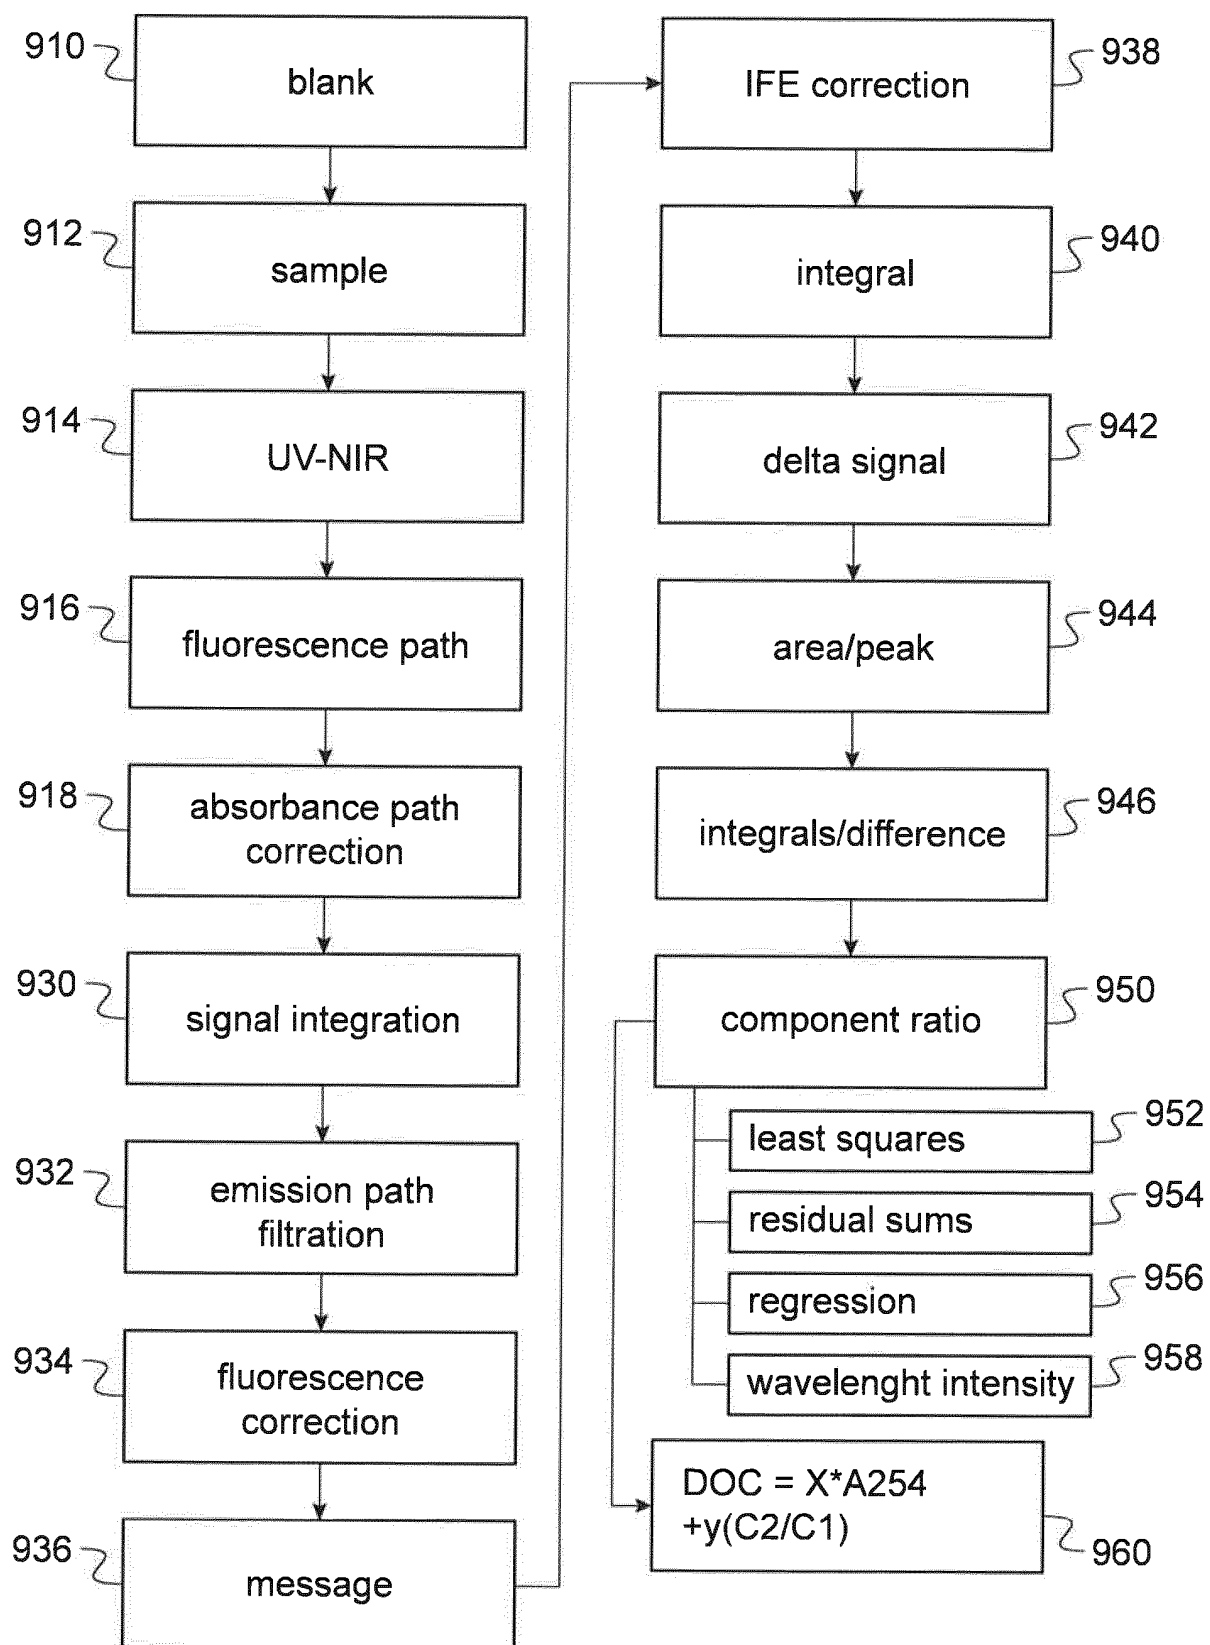 910
blank
912
sample
914
UV-NIR
916
fluorescence path
918
absorbance path
correction
930
signal integration
932
emission path
filtration
934
fluorescence
correction
936
message
938
IFE correction
940
integral
942
delta signal
944
area/peak
946
integrals/difference
950
component ratio
952
least squares
954
residual sums
956
regression
958
wavelenght intensity
DOC = X*A254
+y(C2/C1)
960